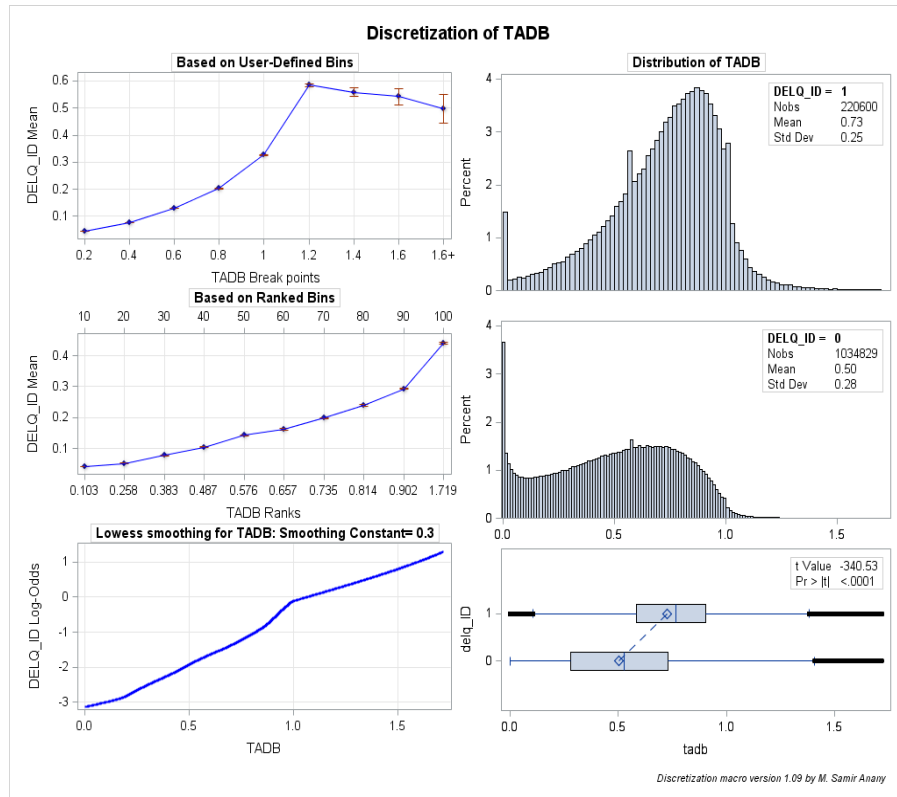 Discretization of TADB
Based on User-Defined Bins
DELQ_ID Mean
0.6
0.5
0.4
0.3
0.2
0.1
0.2 0.4 0.6 0.8 1 1.2 1.4 1.6 1.6+
TADB Break points
Based on Ranked Bins
10 20 30 40 50 60 70 80 90 100
DELQ_ID Mean
0.4
0.3
0.2
0.1
0.103 0.258 0.383 0.487 0.576 0.657 0.735 0.814 0.902 1.719
TADB Ranks
Lowess smoothing for TADB: Smoothing Constant= 0.3
DELQ_ID Log-Odds
1
0
-1
-2
-3
0.0 0.5 1.0 1.5
TADB
Distribution of TADB
Percent
4
3
2
1
0
DELQ_ID = 1
Nobs 220600
Mean 0.73
Std Dev 0.25
Percent
4
3
2
1
0
DELQ_ID = 0
Nobs 1034829
Mean 0.50
Std Dev 0.28
0.0 0.5 1.0 1.5
t Value -340.53
Pr > |t| <.0001
delq_ID
1
0
0.0 0.5 1.0 1.5
tadb
Discretization macro version 1.09 by M. Samir Anany